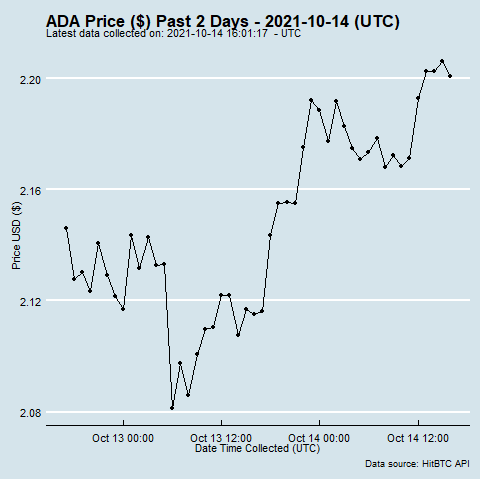 ADA Price ($) Past 2 Days - 2021-10-14 (UTC)
Latest data collected on: 2021-10-14 16:01:17 - UTC
2.20
2.16
2.12
2.08
Price USD ($)
Oct 13 00:00 Oct 13 12:00 Oct 14 00:00 Oct 14 12:00
Date Time Collected (UTC)
Data source: HitBTC API